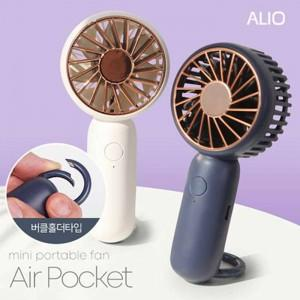 ALIO
버클홀더타입
mini portable fan
Air Pocket